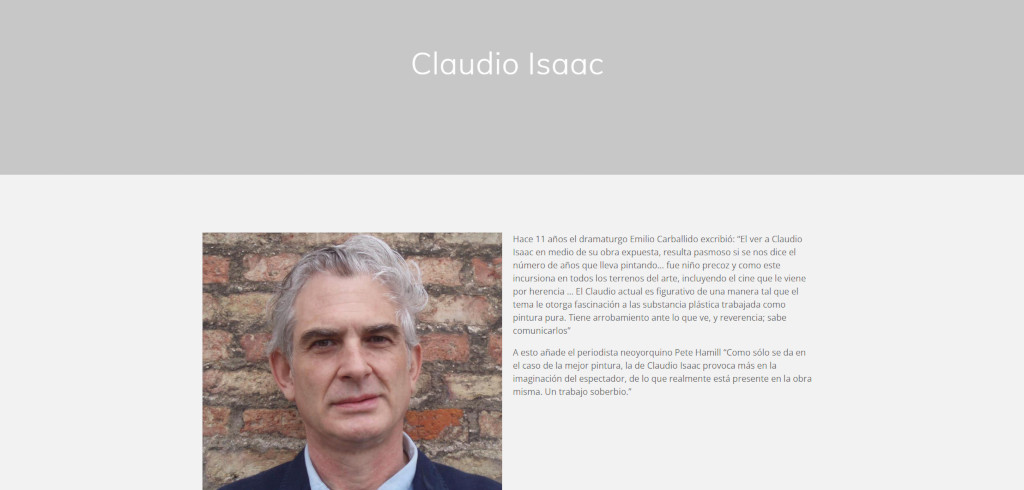 Claudio Isaac
Hace 11 años el dramaturgo Emilio Carballido excribió: “El ver a Claudio
Isaac en medio de su obra expuesta, resulta pasmoso si se nos dice el
número de años que lleva pintando... fue niño precoz y como este
incursiona en todos los terrenos del arte, incluyendo el cine que le viene
por herencia ... El Claudio actual es figurativo de una manera tal que el
tema le otorga fascinación a las substancia plástica trabajada como
pintura pura. Tiene arrobamiento ante lo que ve, y reverencia; sabe
comunicarlos”
A esto añade el periodista neoyorquino Pete Hamill “Como sólo se da en
el caso de la mejor pintura, la de Claudio Isaac provoca más en la
imaginación del espectador, de lo que realmente está presente en la obra
misma. Un trabajo soberbio.”